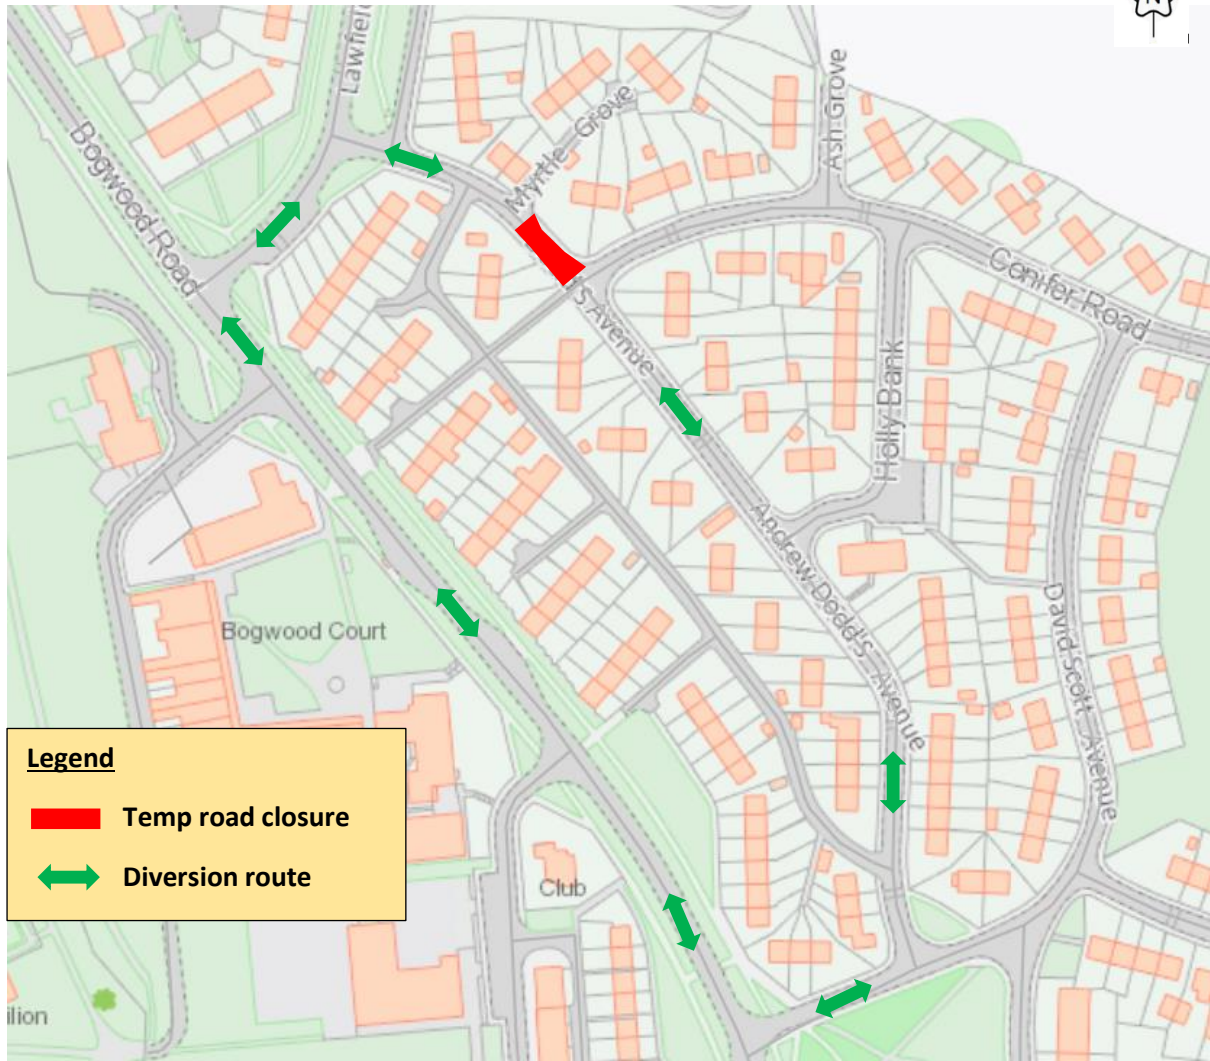 N
Lawfiel
Bogwood Road
Myrtle Grove
Ash Grove
Conifer Road
'S Avenue
Holly Bank
Andrew Dodd'S Avenue
David Scott Avenue
Bogwood Court
Legend
Temp road closure
Diversion route
Club
ilion